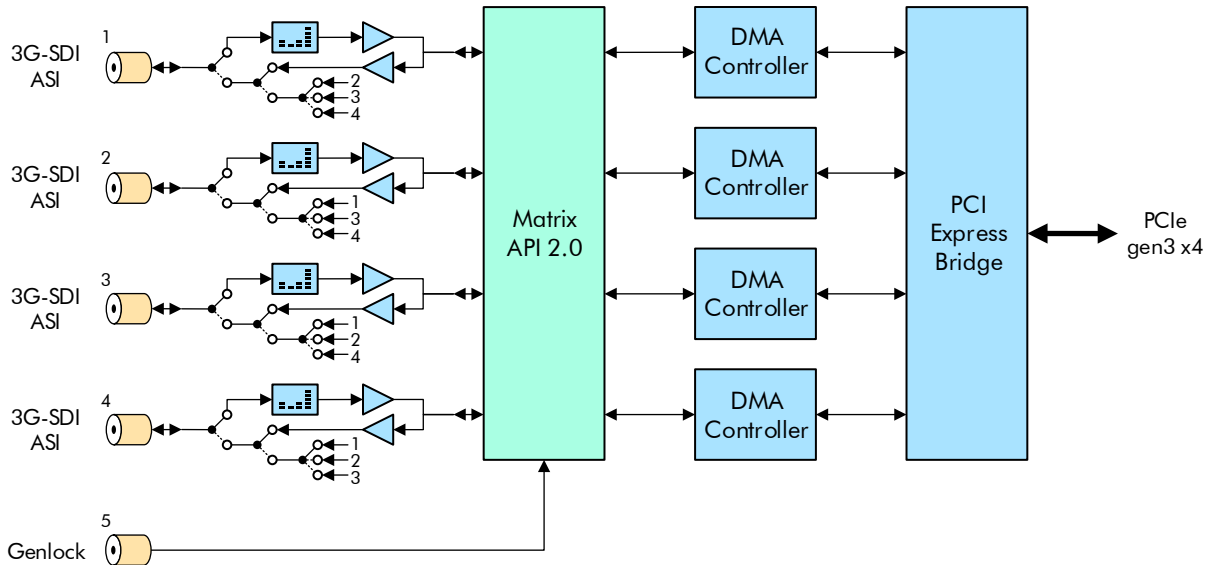 1
3G-SDI
ASI
2
3
4
2
3G-SDI
ASI
1
3
4
3
3G-SDI
ASI
1
2
4
4
3G-SDI
ASI
1
2
3
5
Genlock
Matrix
API 2.0
DMA
Controller
DMA
Controller
DMA
Controller
DMA
Controller
PCI
Express
Bridge
PCIe
gen3 x4